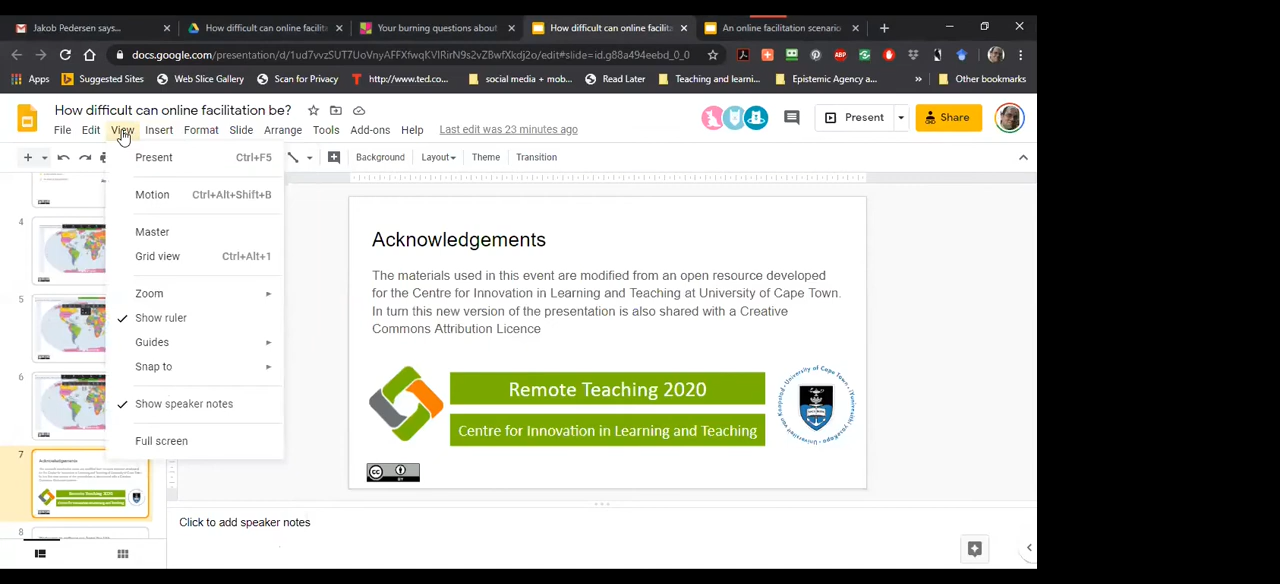 Jakob Pedersen says...
How difficult can online facilit
Your burning questions about
How difficult can online facilita
An online facilitation scenario
docs.google.com/presentation/d/1ud7vvzSUT7UoVnyAFFXfwqKVlRirN9s2vZBwfXkdj2o/edit#slide=id.g88a494eebd_0_0
Apps
Suggested Sites
Web Slice Gallery
Scan for Privacy
http://www.ted.co...
social media + mob...
Read Later
Teaching and learni...
Epistemic Agency a...
»
Other bookmarks
How difficult can online facilitation be?
File Edit View Insert Format Slide Arrange Tools Add-ons Help
Last edit was 23 minutes ago
Present
Share
Background
Layout
Theme
Transition
Present Ctrl+F5
Motion Ctrl+Alt+Shift+B
Master
Grid view Ctrl+Alt+1
Zoom
Show ruler
Guides
Snap to
Show speaker notes
Full screen
4
5
6
7
8
Acknowledgements
The materials used in this event are modified from an open resource developed
for the Centre for Innovation in Learning and Teaching at University of Cape Town.
In turn this new version of the presentation is also shared with a Creative
Commons Attribution Licence
Remote Teaching 2020
Centre for Innovation in Learning and Teaching
cc
BY
Click to add speaker notes